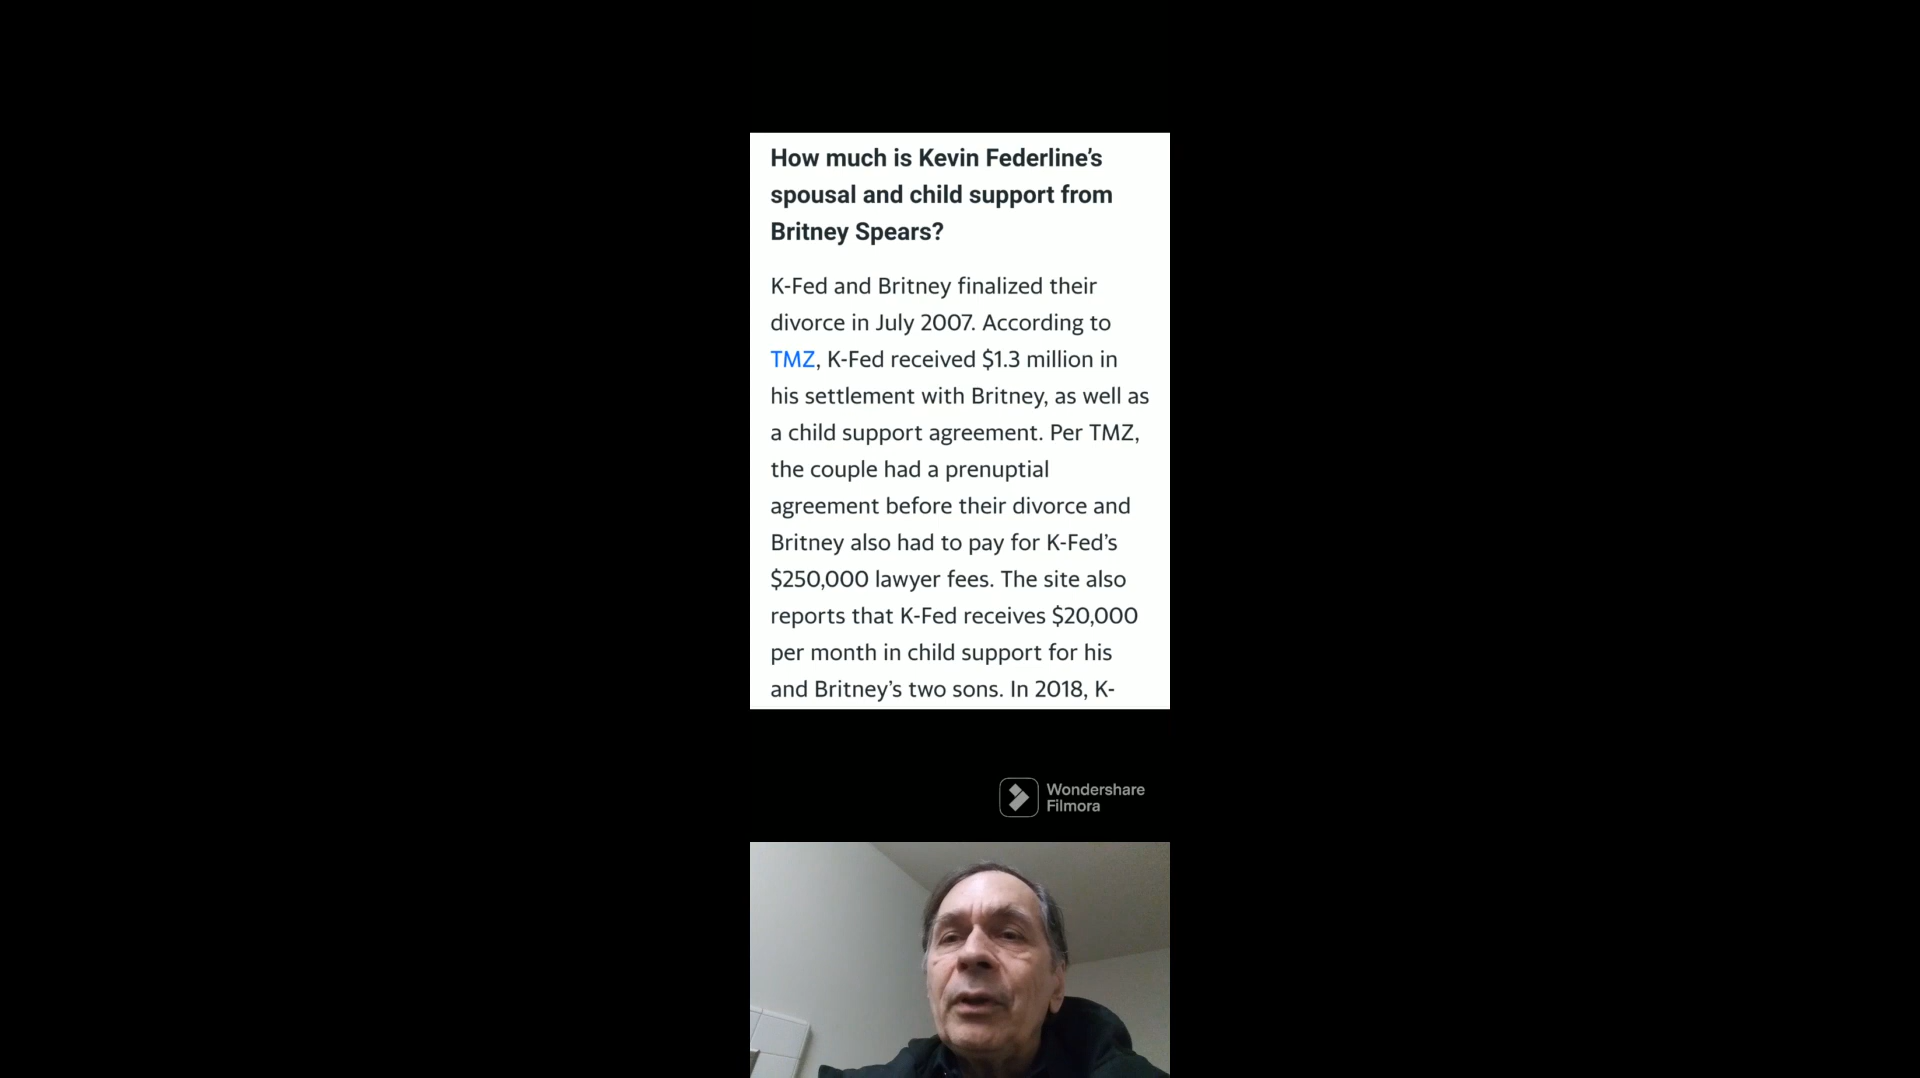 How much is Kevin Federline's
spousal and child support from
Britney Spears?
K-Fed and Britney finalized their
divorce in July 2007. According to
TMZ, K-Fed received $1.3 million in
his settlement with Britney, as well as
a child support agreement. Per TMZ,
the couple had a prenuptial
agreement before their divorce and
Britney also had to pay for K-Fed's
$250,000 lawyer fees. The site also
reports that K-Fed receives $20,000
per month in child support for his
and Britney's two sons. In 2018, K-
Wondershare
Filmora